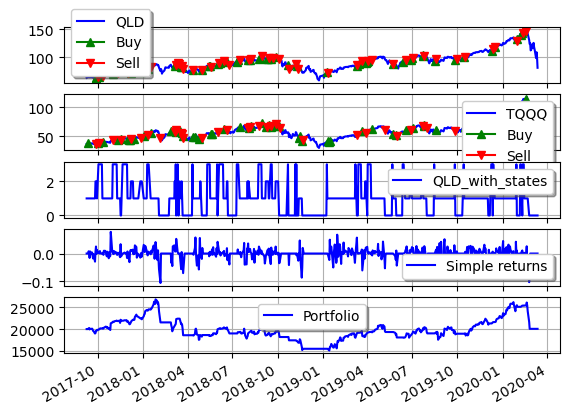 QLD
Buy
Sell
150
100
TQQQ
Buy
Sell
100
50
QLD_with_states
2
0
Simple returns
0.0
−0.1
Portfolio
25000
20000
15000
2017-10
2018-01
2018-04
2018-07
2018-10
2019-01
2019-04
2019-07
2019-10
2020-01
2020-04